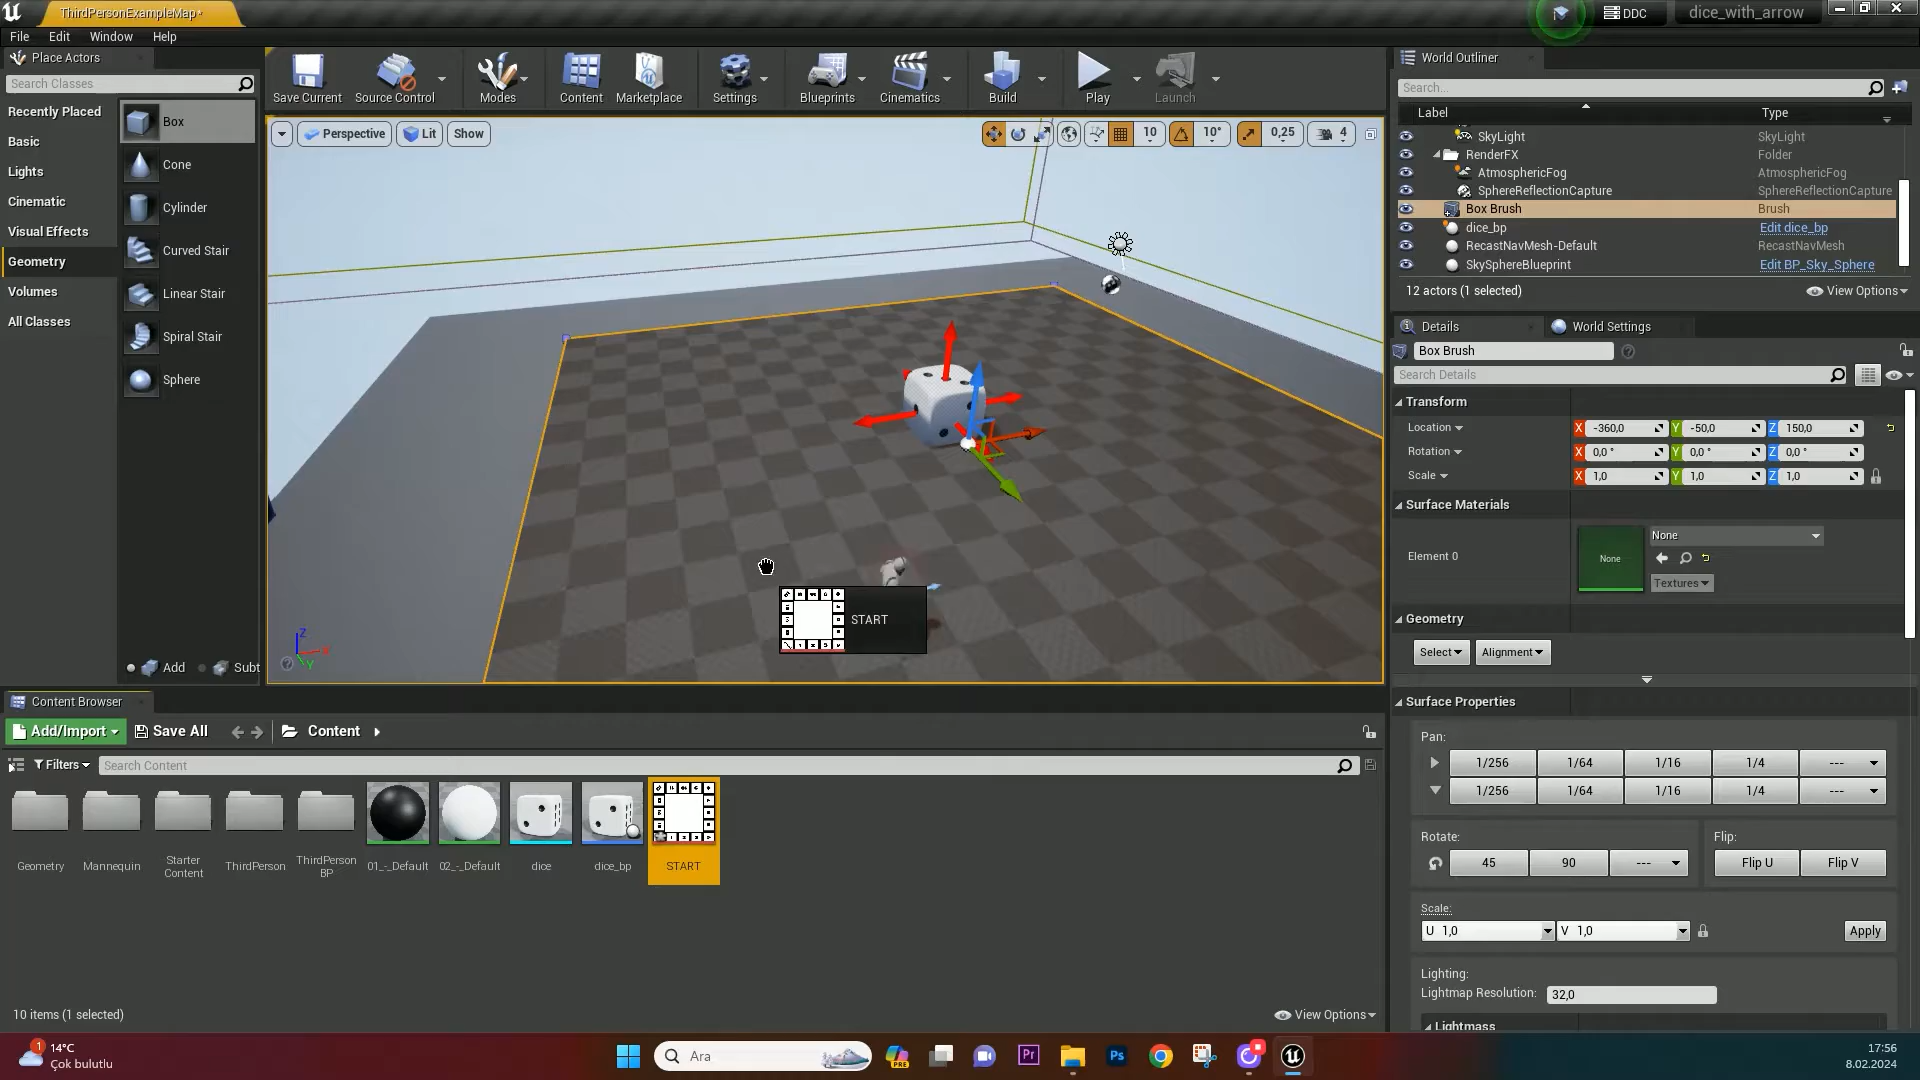 ThirdPersonExampleMap*
DDC
dice_with_arrow
File Edit Window Help
Place Actors
Search Classes
Recently Placed
Basic
Lights
Cinematic
Visual Effects
Geometry
Volumes
All Classes
Box
Cone
Cylinder
Curved Stair
Linear Stair
Spiral Stair
Sphere
Add
Subt
Save Current
Source Control
Modes
Content
Marketplace
Settings
Blueprints
Cinematics
Build
Play
Launch
Perspective
Lit
Show
10
10°
0,25
4
START
World Outliner
Search...
Label Type
SkyLight SkyLight
RenderFX Folder
AtmosphericFog AtmosphericFog
SphereReflectionCapture SphereReflectionCapture
Box Brush Brush
dice_bp Edit dice_bp
RecastNavMesh-Default RecastNavMesh
SkySphereBlueprint Edit BP_Sky_Sphere
12 actors (1 selected)
View Options
Details
World Settings
Box Brush
Search Details
Transform
Location X -360,0 Y -50,0 Z 150,0
Rotation X 0,0 ° Y 0,0 ° Z 0,0 °
Scale X 1,0 Y 1,0 Z 1,0
Surface Materials
Element 0
None
None
Textures
Geometry
Select
Alignment
Surface Properties
Pan:
1/256 1/64 1/16 1/4 ---
1/256 1/64 1/16 1/4 ---
Rotate: Flip:
45 90 --- Flip U Flip V
Scale:
U 1,0 V 1,0 Apply
Lighting:
Lightmap Resolution: 32,0
Lightmass
Content Browser
Add/Import
Save All
Content
Filters
Search Content
Geometry
Mannequin
Starter
Content
ThirdPerson
ThirdPerson
BP
01_-_Default
02_-_Default
dice
dice_bp
START
10 items (1 selected)
View Options
Z
X
Y
1
14°C
Çok bulutlu
Ara
PRE
Pr
Ps
17:56
8.02.2024